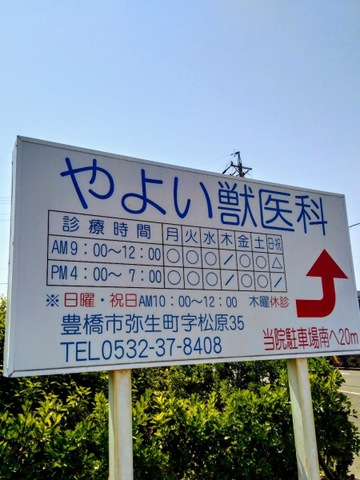 やよい獣医科
診療時間 月 火 水 木 金 土 日祝
AM9:00〜12:00 ○ ○ ○ / ○ ○ △
PM4:00〜 7:00 ○ ○ ○ / ○ ○ /
※日曜・祝日AM10:00〜12:00 木曜休診
豊橋市弥生町字松原35
TEL0532-37-8408
当院駐車場南へ20m